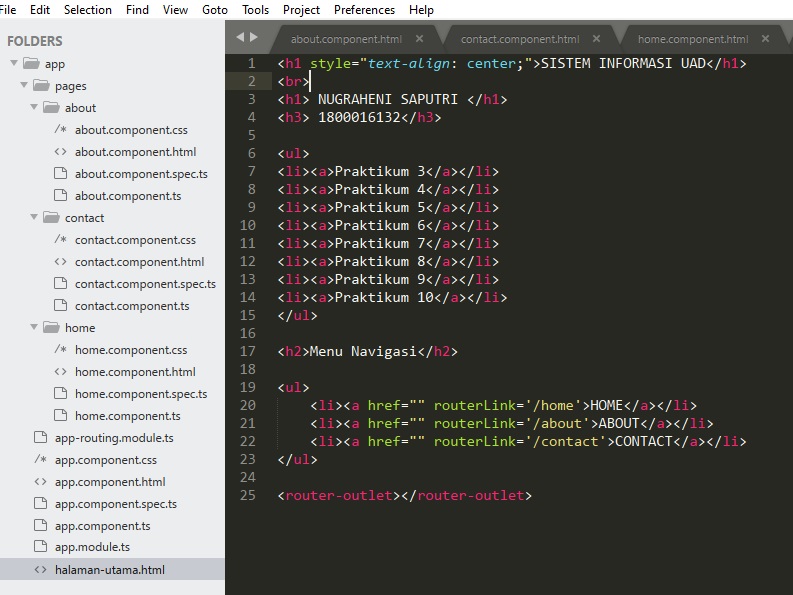 File Edit Selection Find View Goto Tools Project Preferences Help
FOLDERS
app
pages
about
/* about.component.css
<> about.component.html
about.component.spec.ts
about.component.ts
contact
/* contact.component.css
<> contact.component.html
contact.component.spec.ts
contact.component.ts
home
/* home.component.css
<> home.component.html
home.component.spec.ts
home.component.ts
app-routing.module.ts
/* app.component.css
<> app.component.html
app.component.spec.ts
app.component.ts
app.module.ts
<> halaman-utama.html
about.component.html × contact.component.html × home.component.html ×
1 <h1 style="text-align: center;">SISTEM INFORMASI UAD</h1>
2 <br>
3 <h1> NUGRAHENI SAPUTRI </h1>
4 <h3> 1800016132</h3>
5
6 <ul>
7 <li><a>Praktikum 3</a></li>
8 <li><a>Praktikum 4</a></li>
9 <li><a>Praktikum 5</a></li>
10 <li><a>Praktikum 6</a></li>
11 <li><a>Praktikum 7</a></li>
12 <li><a>Praktikum 8</a></li>
13 <li><a>Praktikum 9</a></li>
14 <li><a>Praktikum 10</a></li>
15 </ul>
16
17 <h2>Menu Navigasi</h2>
18
19 <ul>
20 <li><a href="" routerLink='/home'>HOME</a></li>
21 <li><a href="" routerLink='/about'>ABOUT</a></li>
22 <li><a href="" routerLink='/contact'>CONTACT</a></li>
23 </ul>
24
25 <router-outlet></router-outlet>